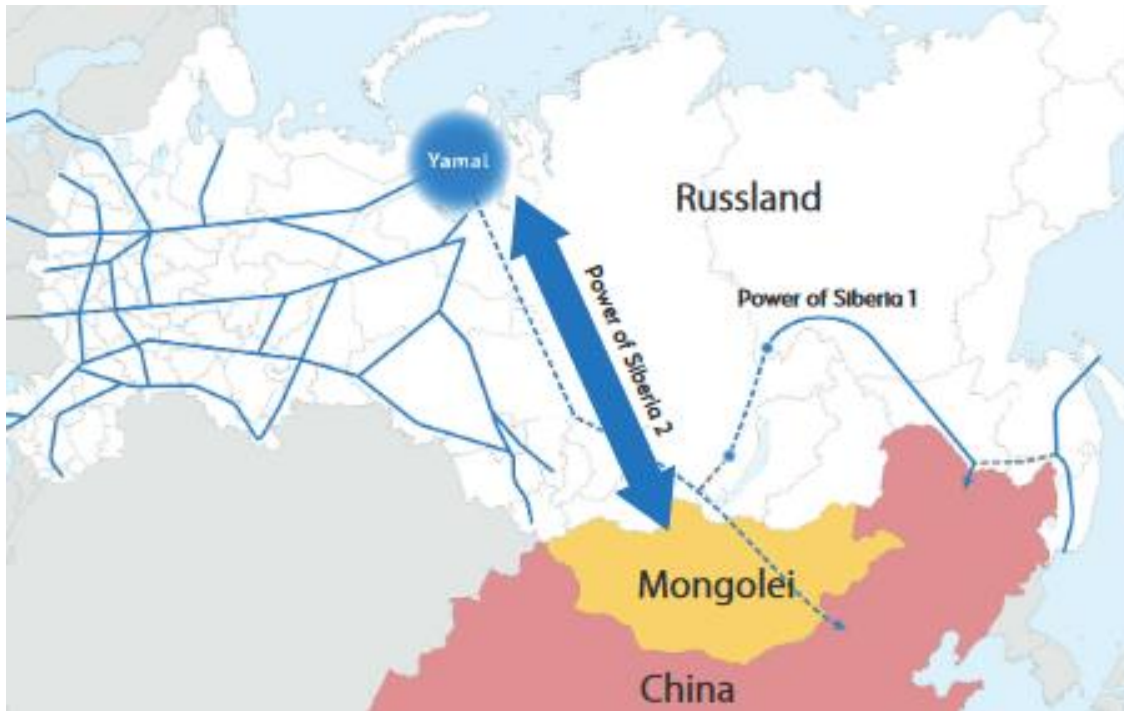 Yamal
Russland
Power of Siberia 2
Power of Siberia 1
Mongolei
China